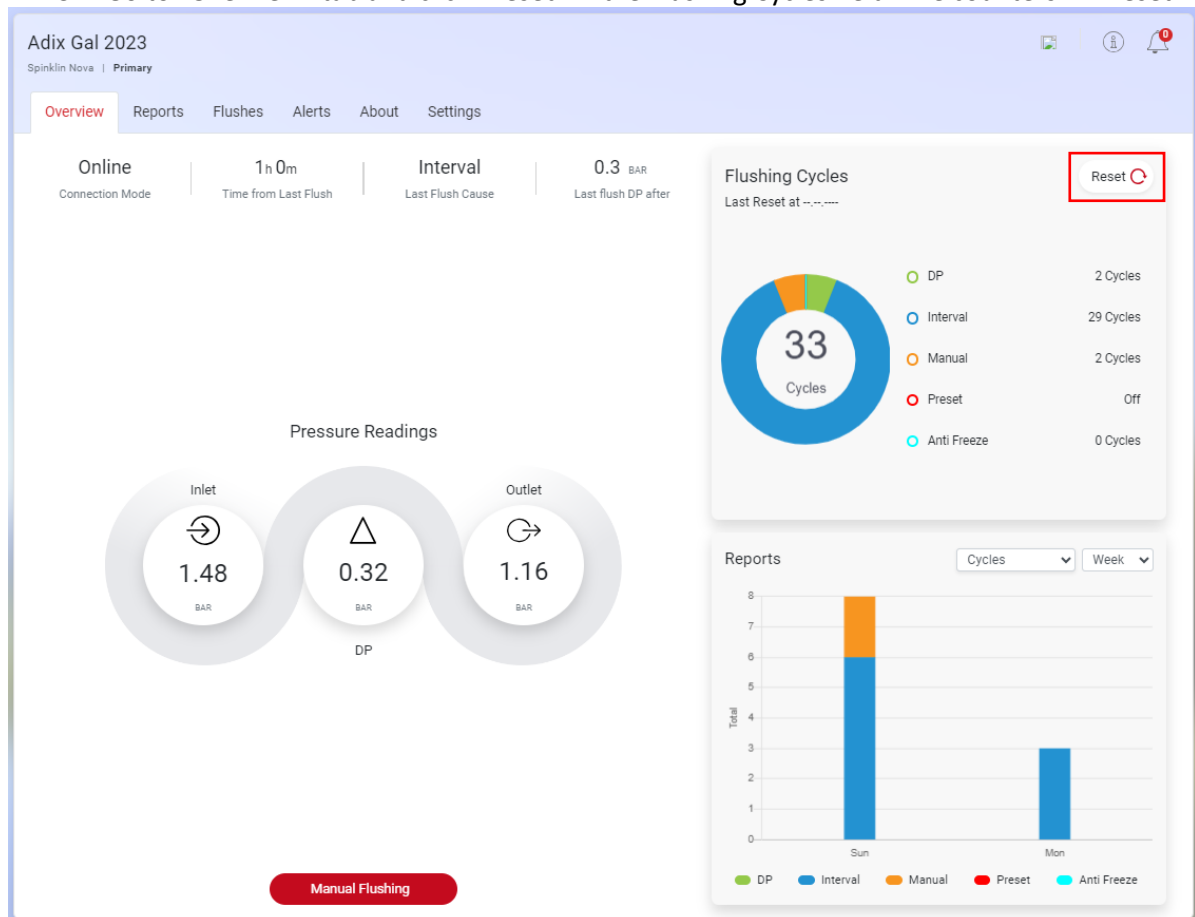 Adix Gal 2023
Spinklin Nova | Primary
0
Overview Reports Flushes Alerts About Settings
Online
Connection Mode
1h 0m
Time from Last Flush
Interval
Last Flush Cause
0.3 BAR
Last flush DP after
Flushing Cycles
Reset
Last Reset at --.--.----
33
Cycles
DP 2 Cycles
Interval 29 Cycles
Manual 2 Cycles
Preset Off
Anti Freeze 0 Cycles
Pressure Readings
Inlet
1.48
BAR
0.32
BAR
DP
Outlet
1.16
BAR
Manual Flushing
Reports
Cycles Week
Total
8
7
6
5
4
3
2
1
0
Sun Mon
DP Interval Manual Preset Anti Freeze